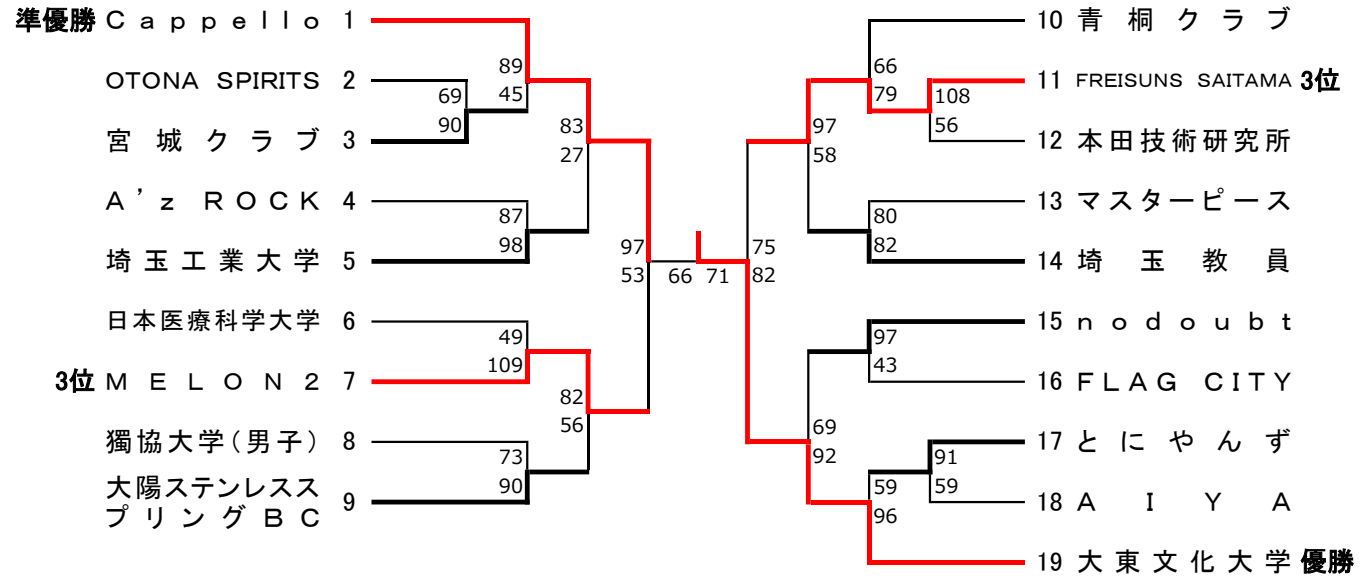 準優勝 Cappello 1
OTONA SPIRITS 2
宮城クラブ 3
A'z ROCK 4
埼玉工業大学 5
日本医療科学大学 6
3位 MELON2 7
獨協大学(男子) 8
大陽ステンレスス
プリングBC 9
89
45
69
90
83
27
87
98
97
53
49
109
82
56
73
90
66 71
10 青桐クラブ
11 FREISUNS SAITAMA 3位
12 本田技術研究所
13 マスターピース
14 埼玉教員
15 nodoubt
16 FLAG CITY
17 とにやんず
18 AIYA
19 大東文化大学 優勝
66
79
108
56
97
58
80
82
75
82
97
43
69
92
91
59
59
96